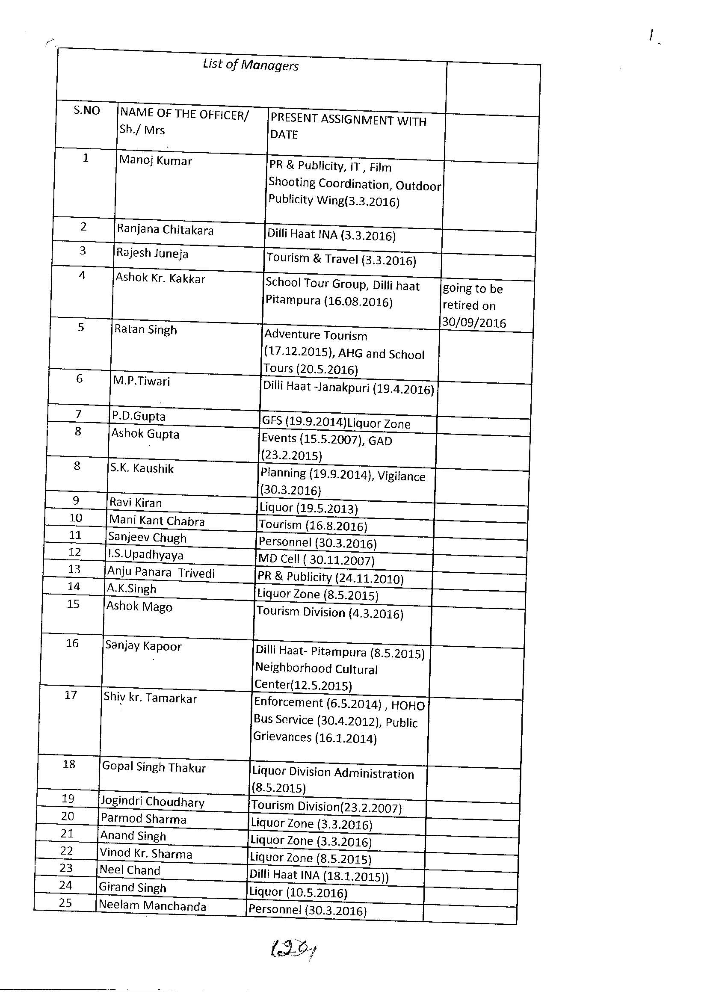 1
List of Managers
S.NO
NAME OF THE OFFICER/
Sh./ Mrs
PRESENT ASSIGNMENT WITH
DATE
1
Manoj Kumar
PR & Publicity, IT , Film
Shooting Coordination, Outdoor
Publicity Wing(3.3.2016)
2
Ranjana Chitakara
Dilli Haat INA (3.3.2016)
3
Rajesh Juneja
Tourism & Travel (3.3.2016)
4
Ashok Kr. Kakkar
School Tour Group, Dilli haat
Pitampura (16.08.2016)
going to be
retired on
30/09/2016
5
Ratan Singh
Adventure Tourism
(17.12.2015), AHG and School
Tours (20.5.2016)
6
M.P.Tiwari
Dilli Haat -Janakpuri (19.4.2016)
7
P.D.Gupta
GFS (19.9.2014)Liquor Zone
8
Ashok Gupta
Events (15.5.2007), GAD
(23.2.2015)
8
S.K. Kaushik
Planning (19.9.2014), Vigilance
(30.3.2016)
9
Ravi Kiran
Liquor (19.5.2013)
10
Mani Kant Chabra
Tourism (16.8.2016)
11
Sanjeev Chugh
Personnel (30.3.2016)
12
I.S.Upadhyaya
MD Cell ( 30.11.2007)
13
Anju Panara Trivedi
PR & Publicity (24.11.2010)
14
A.K.Singh
Liquor Zone (8.5.2015)
15
Ashok Mago
Tourism Division (4.3.2016)
16
Sanjay Kapoor
Dilli Haat- Pitampura (8.5.2015)
Neighborhood Cultural
Center(12.5.2015)
17
Shiv kr. Tamarkar
Enforcement (6.5.2014) , HOHO
Bus Service (30.4.2012), Public
Grievances (16.1.2014)
18
Gopal Singh Thakur
Liquor Division Administration
(8.5.2015)
19
Jogindri Choudhary
Tourism Division(23.2.2007)
20
Parmod Sharma
Liquor Zone (3.3.2016)
21
Anand Singh
Liquor Zone (3.3.2016)
22
Vinod Kr. Sharma
Liquor Zone (8.5.2015)
23
Neel Chand
Dilli Haat INA (18.1.2015))
24
Girand Singh
Liquor (10.5.2016)
25
Neelam Manchanda
Personnel (30.3.2016)